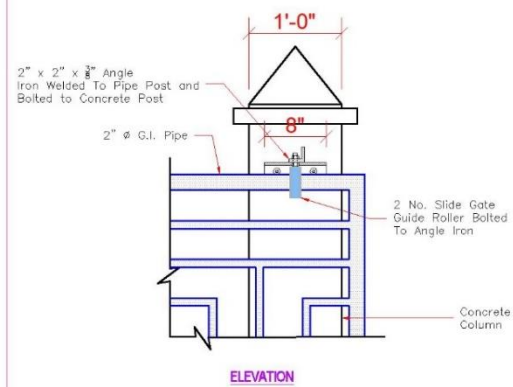 1'-0"
2" x 2" x 3/8" Angle
Iron Welded To Pipe Post and
Bolted to Concrete Post
8"
2" ø G.I. Pipe
2 No. Slide Gate
Guide Roller Bolted
To Angle Iron
Concrete
Column
ELEVATION